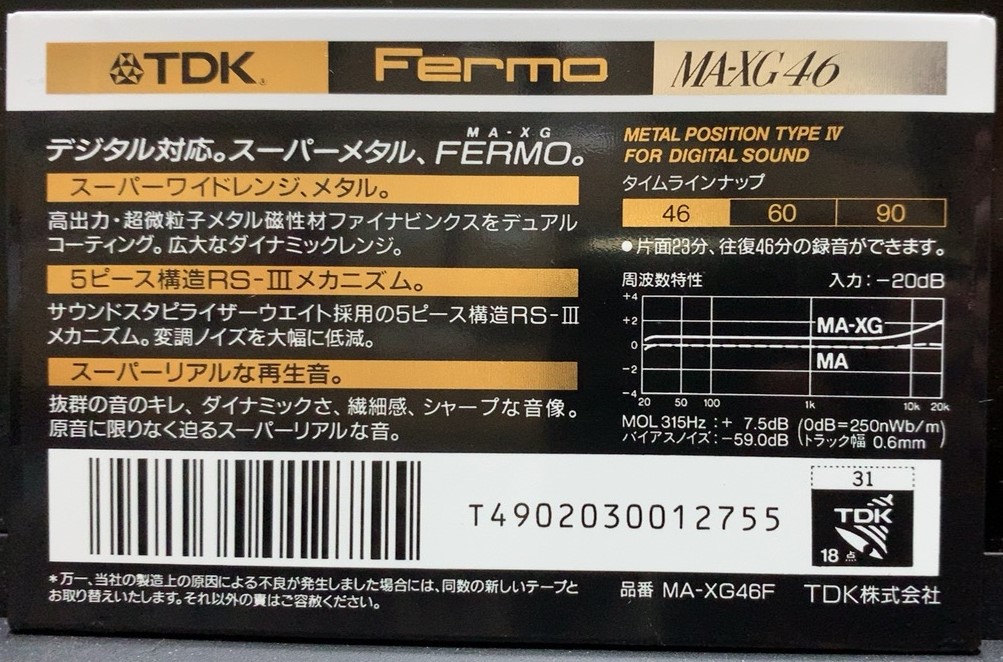 TDK Fermo MA-XG46
MA-XG
デジタル対応。スーパーメタル、FERMO。
スーパーワイドレンジ、メタル。
高出力・超微粒子メタル磁性材ファイナビンクスをデュアル
コーティング。広大なダイナミックレンジ。
5ピース構造RS-Ⅲメカニズム。
サウンドスタビライザーウエイト採用の5ピース構造RS-Ⅲ
メカニズム。変調ノイズを大幅に低減。
スーパーリアルな再生音。
抜群の音のキレ、ダイナミックさ、繊細感、シャープな音像。
原音に限りなく迫るスーパーリアルな音。
METAL POSITION TYPE Ⅳ
FOR DIGITAL SOUND
タイムラインナップ
46 60 90
●片面23分、往復46分の録音ができます。
周波数特性 入力:-20dB
+4
+2
0
-2
-4
MA-XG
MA
20 50 100 1k 10k 20k
MOL 315Hz:+ 7.5dB (0dB=250nWb/m)
バイアスノイズ:-59.0dB (トラック幅 0.6mm)
T4902030012755
31
TDK
18点
*万一、当社の製造上の原因による不良が発生しました場合には、同数の新しいテープと
お取り替えいたします。それ以外の責はご容赦ください。
品番 MA-XG46F TDK株式会社